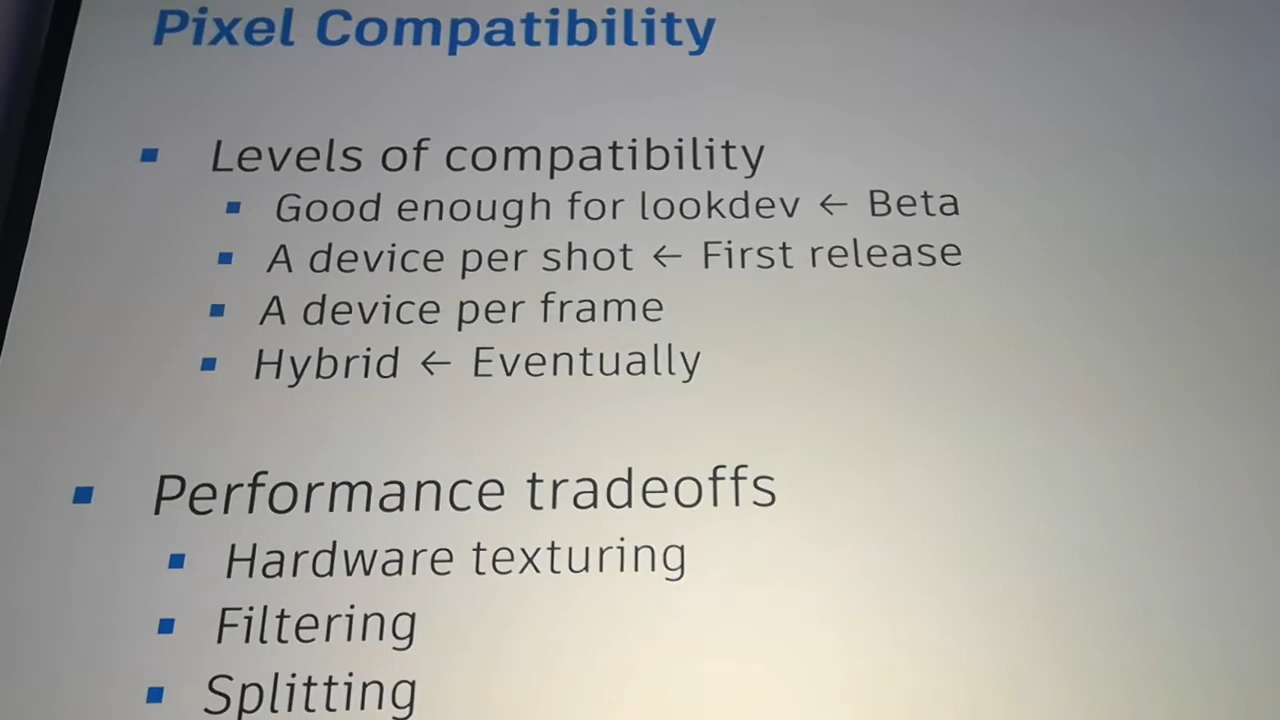 Pixel Compatibility
Levels of compatibility
Good enough for lookdev ← Beta
A device per shot ← First release
A device per frame
Hybrid ← Eventually
Performance tradeoffs
Hardware texturing
Filtering
Splitting